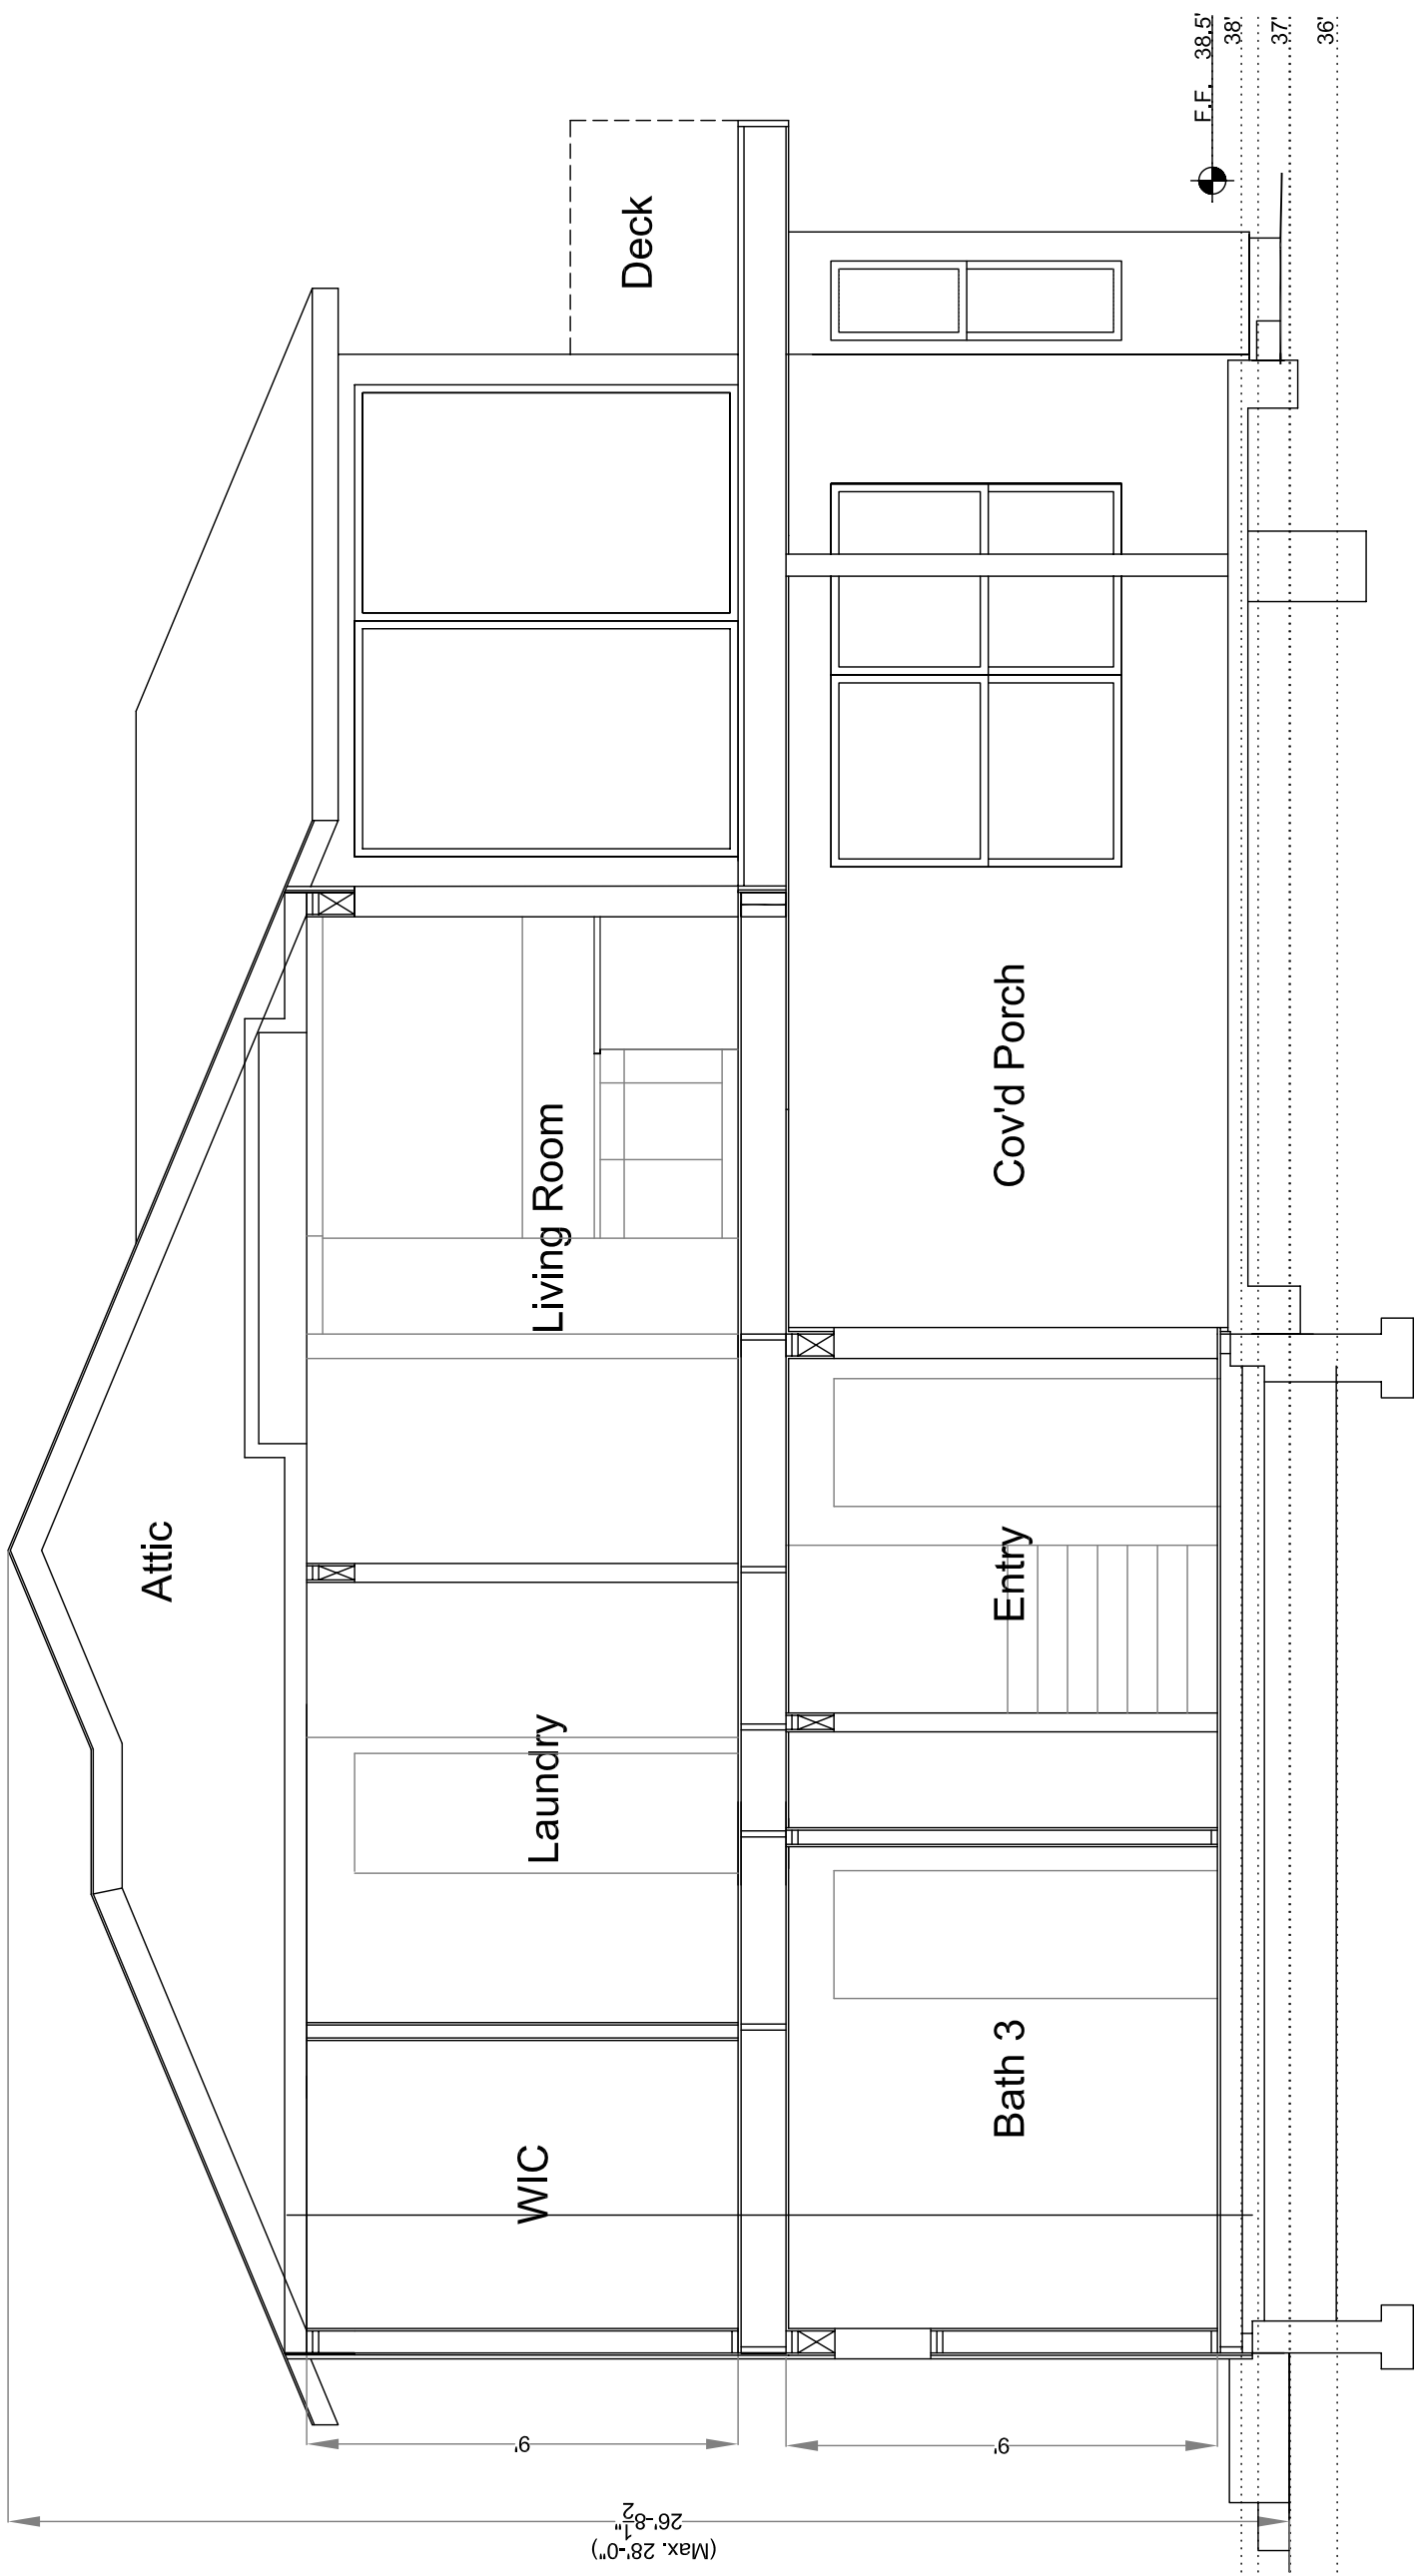 Attic
WIC
Laundry
Living Room
Deck
Bath 3
Entry
Cov'd Porch
9'
9'
26'-8½"
(Max. 28'-0")
F.F. 38.5'
38'
37'
36'